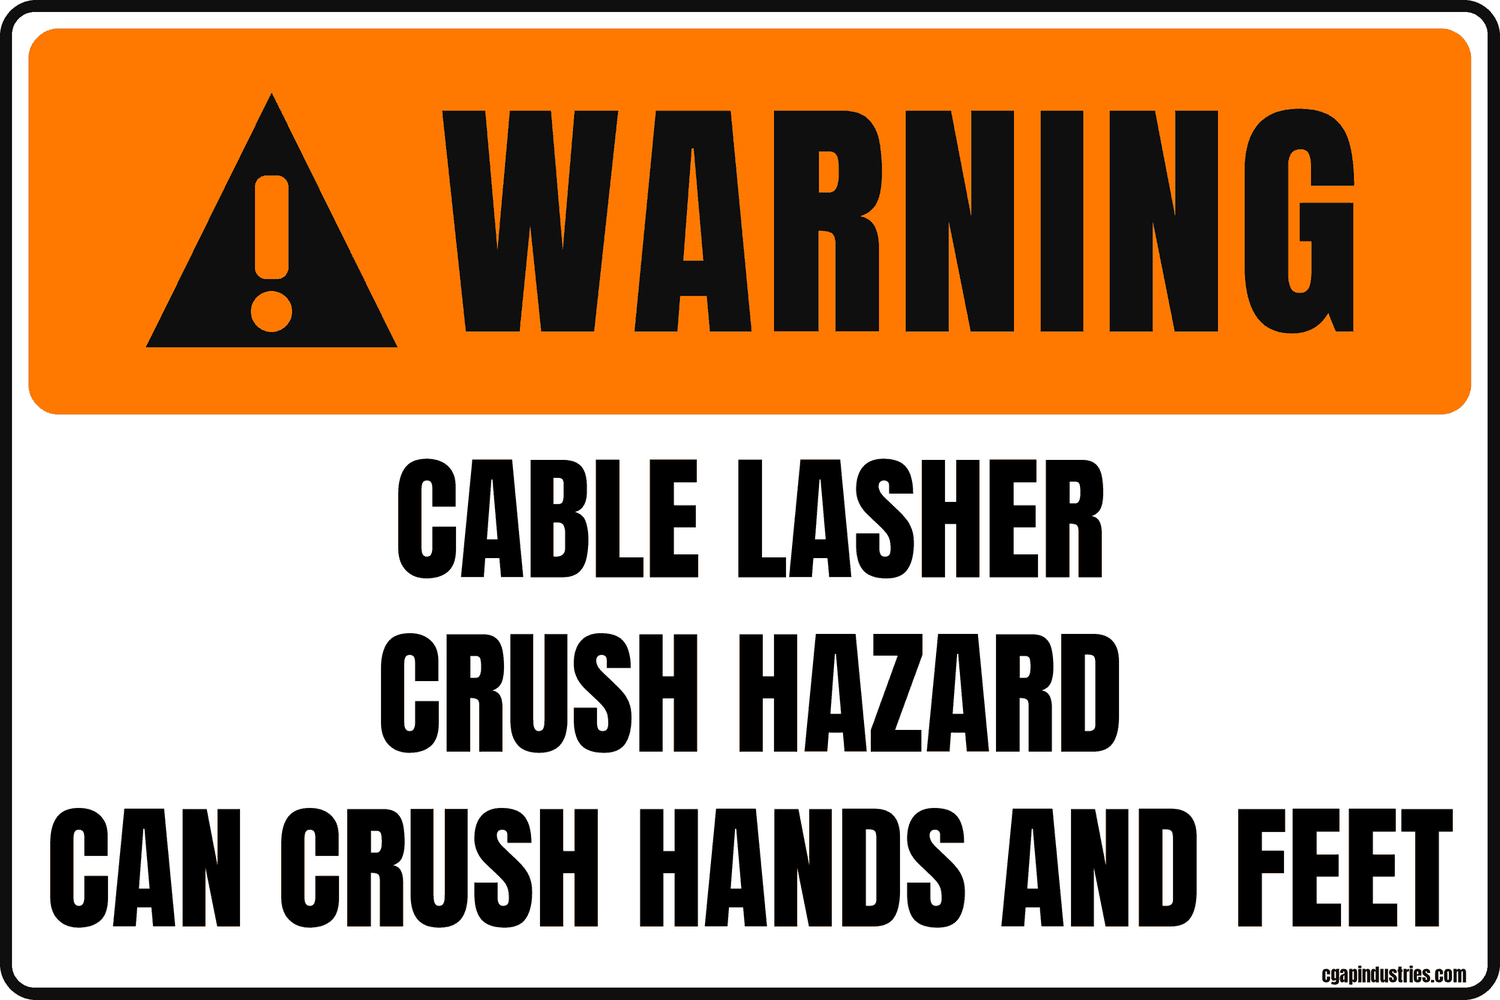 WARNING
CABLE LASHER
CRUSH HAZARD
CAN CRUSH HANDS AND FEET
cgapindustries.com